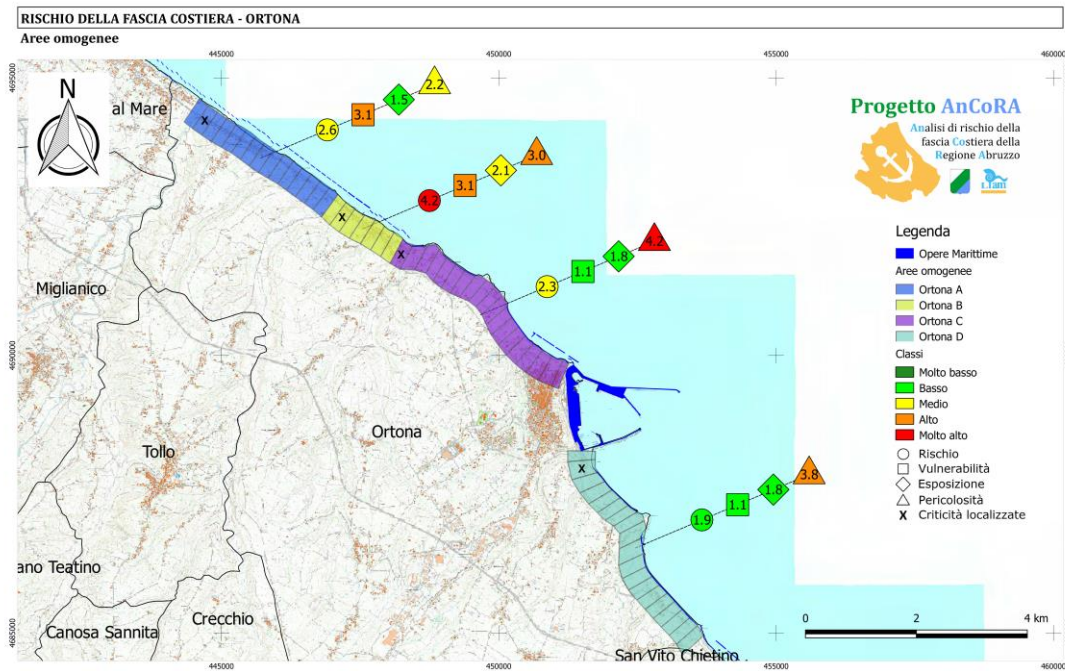 RISCHIO DELLA FASCIA COSTIERA - ORTONA
Aree omogenee
445000
450000
455000
460000
4695000
N
al Mare
2.2
1.5
3.1
2.6
3.0
2.1
3.1
4.2
4.2
1.8
1.1
2.3
Progetto AnCoRA
Analisi di rischio della
fascia Costiera della
Regione Abruzzo
Legenda
Opere Marittime
Aree omogenee
Ortona A
Ortona B
Ortona C
Ortona D
Classi
Molto basso
Basso
Medio
Alto
Molto alto
Rischio
Vulnerabilità
Esposizione
Pericolosità
X Criticità localizzate
X
X
X
X
Miglianico
4690000
Ortona
Tollo
3.8
1.8
1.1
1.9
ano Teatino
Crecchio
Canosa Sannita
San Vito Chietino
0 2 4 km
4685000
445000
450000
455000
460000